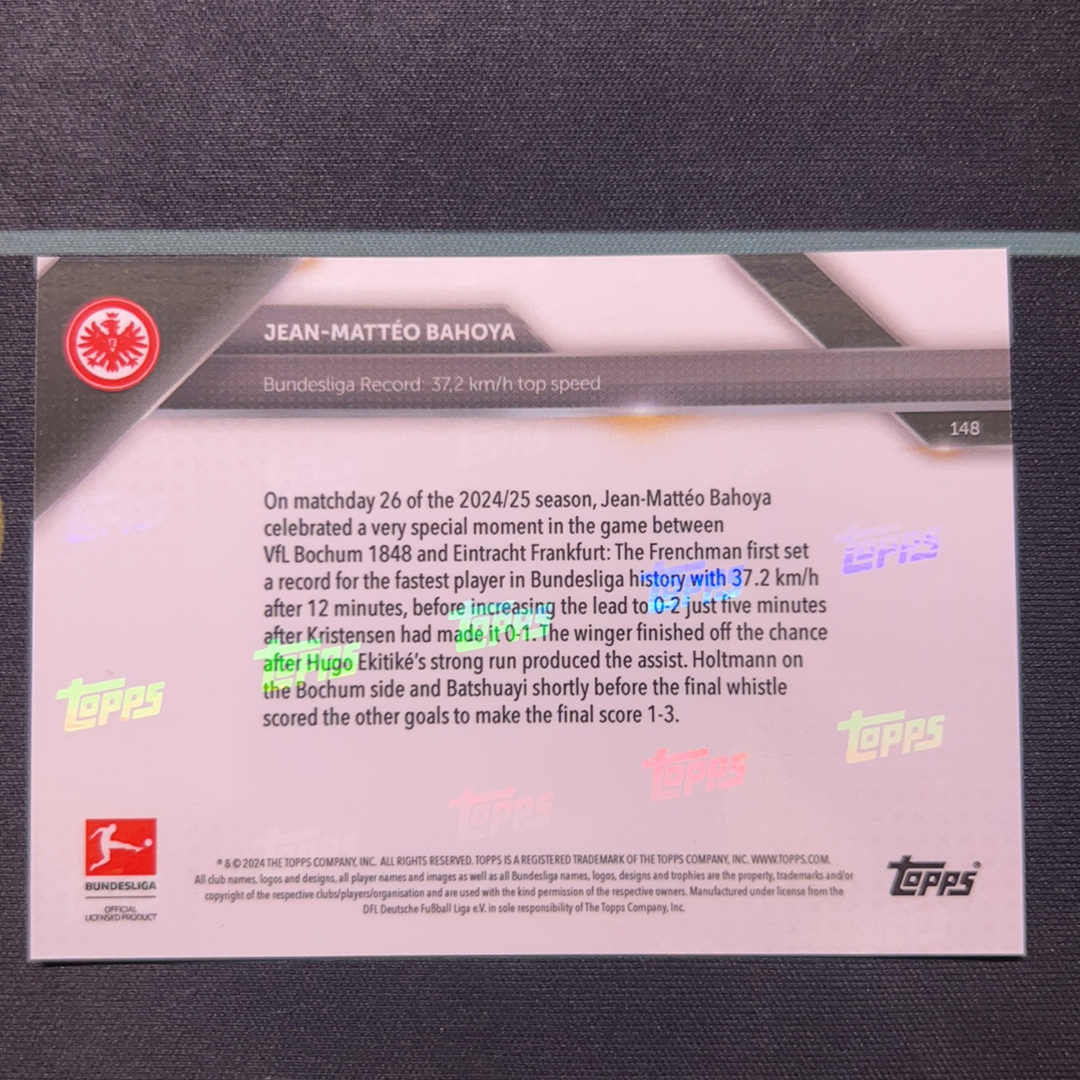 JEAN-MATTÉO BAHOYA
Bundesliga Record: 37,2 km/h top speed
148
On matchday 26 of the 2024/25 season, Jean-Mattéo Bahoya
celebrated a very special moment in the game between
VfL Bochum 1848 and Eintracht Frankfurt: The Frenchman first set
a record for the fastest player in Bundesliga history with 37.2 km/h
after 12 minutes, before increasing the lead to 0-2 just five minutes
after Kristensen had made it 0-1. The winger finished off the chance
after Hugo Ekitiké's strong run produced the assist. Holtmann on
the Bochum side and Batshuayi shortly before the final whistle
scored the other goals to make the final score 1-3.
Topps
Topps
Topps
Topps
Topps
Topps
Topps
Topps
BUNDESLIGA
OFFICIAL
LICENSED PRODUCT
® & © 2024 THE TOPPS COMPANY, INC. ALL RIGHTS RESERVED. TOPPS IS A REGISTERED TRADEMARK OF THE TOPPS COMPANY, INC. WWW.TOPPS.COM.
All club names, logos and designs, all player names and images as well as all Bundesliga names, logos, designs and trophies are the property, trademarks and/or
copyright of the respective clubs/players/organisation and are used with the kind permission of the respective owners. Manufactured under license from the
DFL Deutsche Fußball Liga e.V. in sole responsibility of The Topps Company, Inc.
Topps®